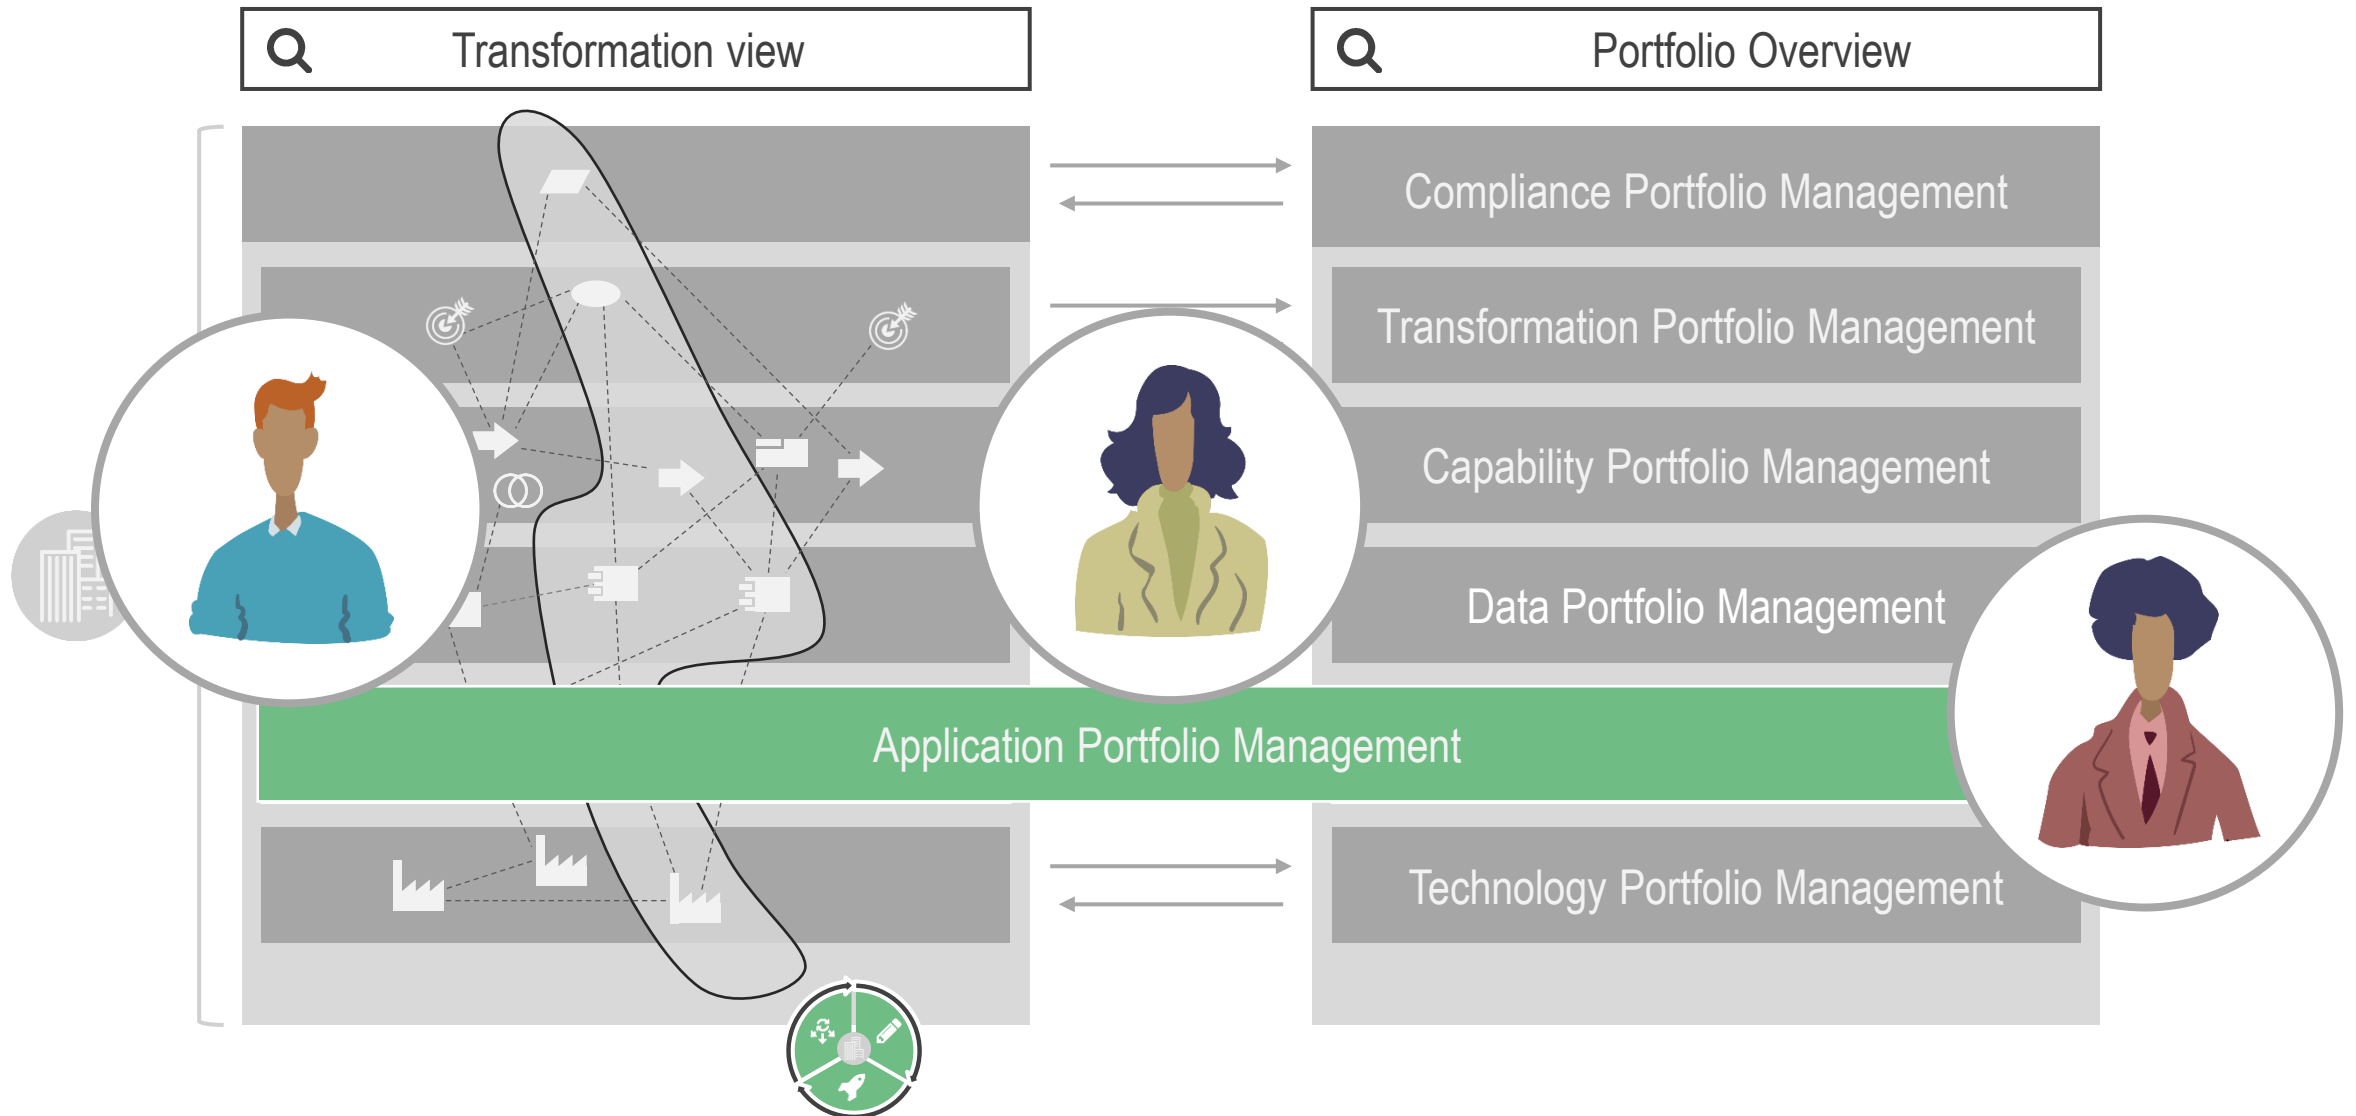 Transformation view
Portfolio Overview
Compliance Portfolio Management
Transformation Portfolio Management
Capability Portfolio Management
Data Portfolio Management
Application Portfolio Management
Technology Portfolio Management